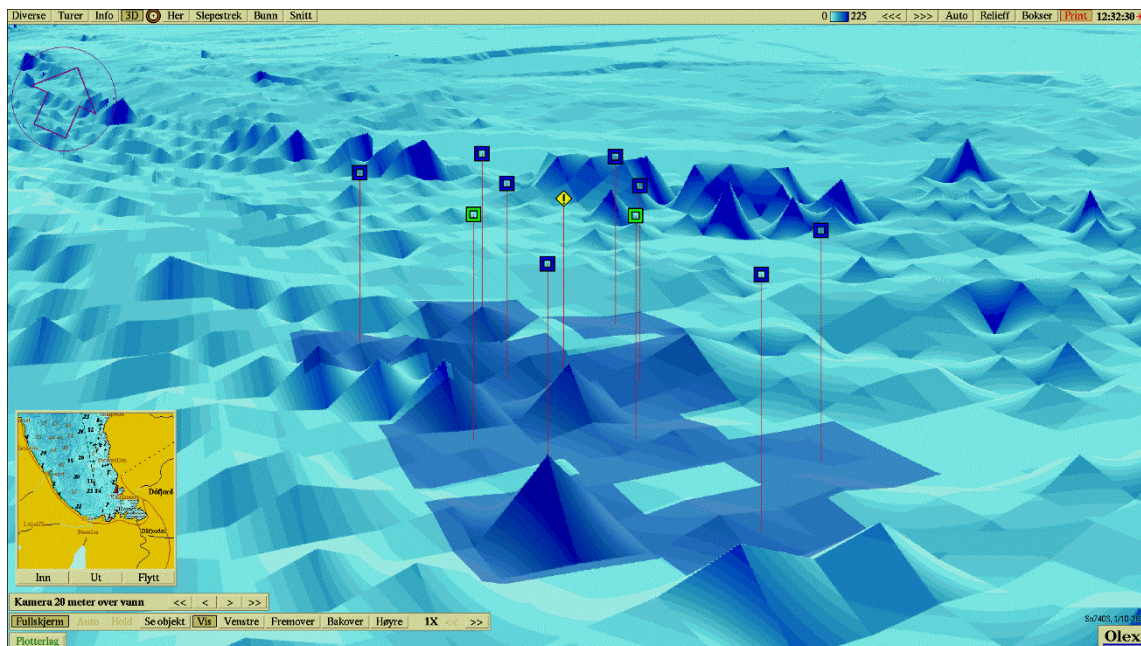 Diverse Turer Info 3D Her Slepestrek Bunn Snitt 0 225 <<< >>> Auto Relieff Bokser Print 12:32:30
Inn Ut Flytt
Kamera 20 meter over vann << < > >>
Fullskjerm Auto Hold Se objekt Vis Venstre Fremover Bakover Høyre 1X << >>
Plotterlag
Olex